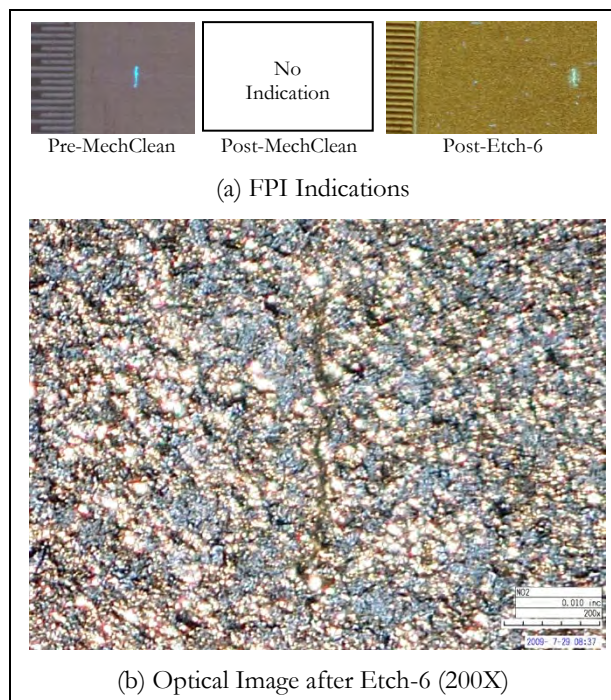 No
Indication
Pre-MechClean
Post-MechClean
Post-Etch-6
(a) FPI Indications
NO2
0.010 inc
200x
2009- 7-29 08:37
(b) Optical Image after Etch-6 (200X)